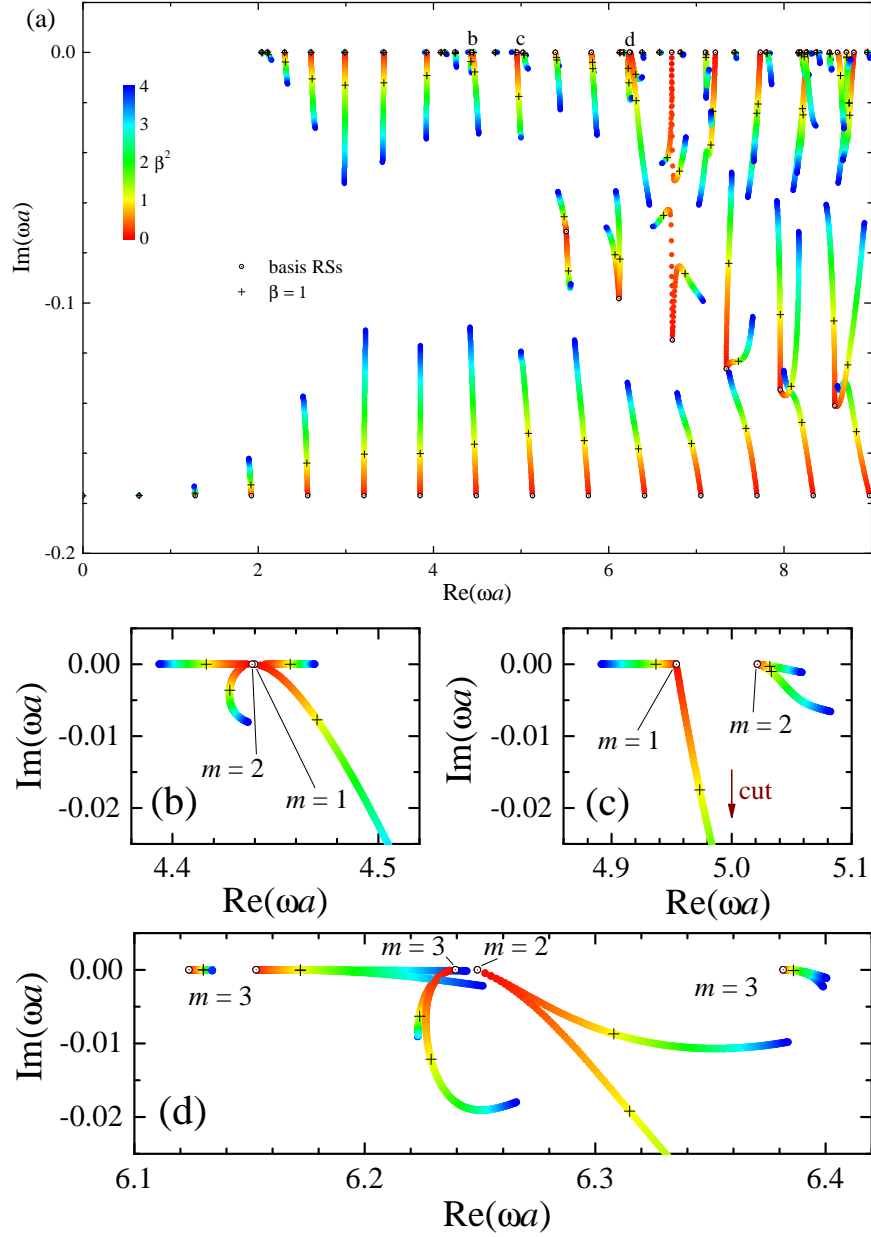 (a)
b
c
d
0.0
-0.1
-0.2
Im(ωa)
4
3
2 β²
1
0
basis RSs
β = 1
0
2
4
6
8
Re(ωa)
0.00
-0.01
-0.02
Im(ωa)
m = 2
m = 1
(b)
4.4
4.5
Re(ωa)
0.00
-0.01
-0.02
Im(ωa)
m = 1
m = 2
(c)
cut
4.9
5.0
5.1
Re(ωa)
0.00
-0.01
-0.02
Im(ωa)
m = 3
m = 3
m = 2
m = 3
(d)
6.1
6.2
6.3
6.4
Re(ωa)